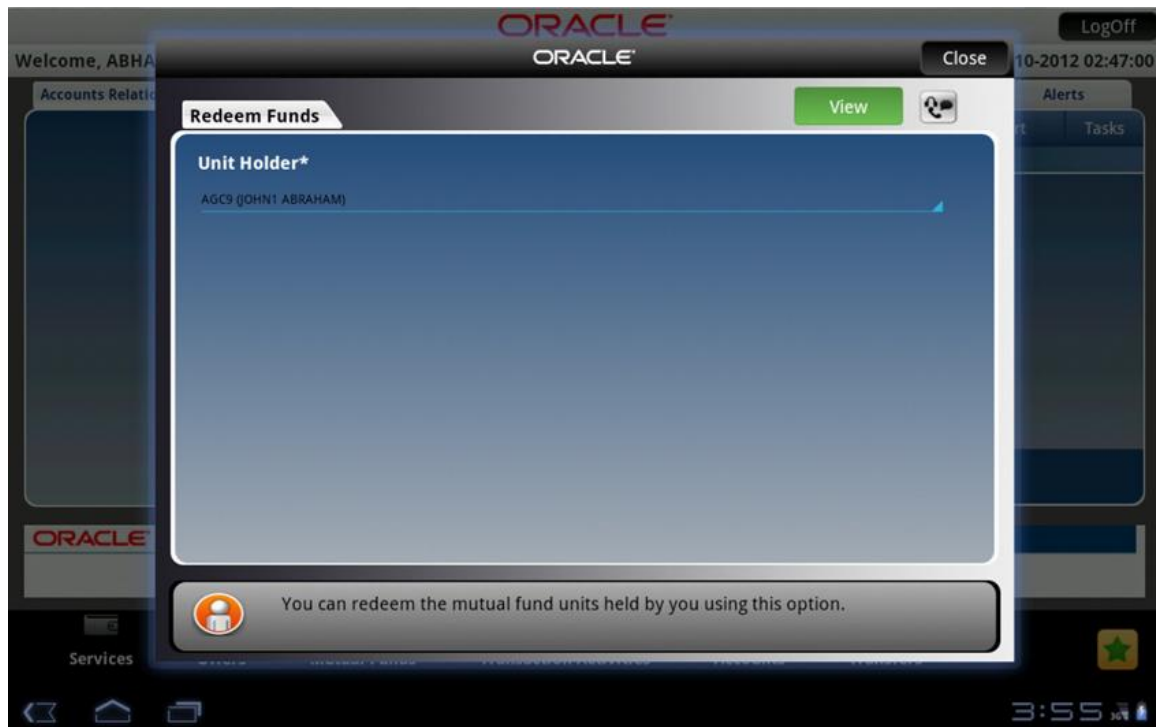 ORACLE
LogOff
Welcome, ABHA
ORACLE
Close
10-2012 02:47:00
Accounts Relatio
Alerts
Redeem Funds
View
rt
Tasks
Unit Holder*
AGC9 (JOHN1 ABRAHAM)
ORACLE
You can redeem the mutual fund units held by you using this option.
Services
3:55